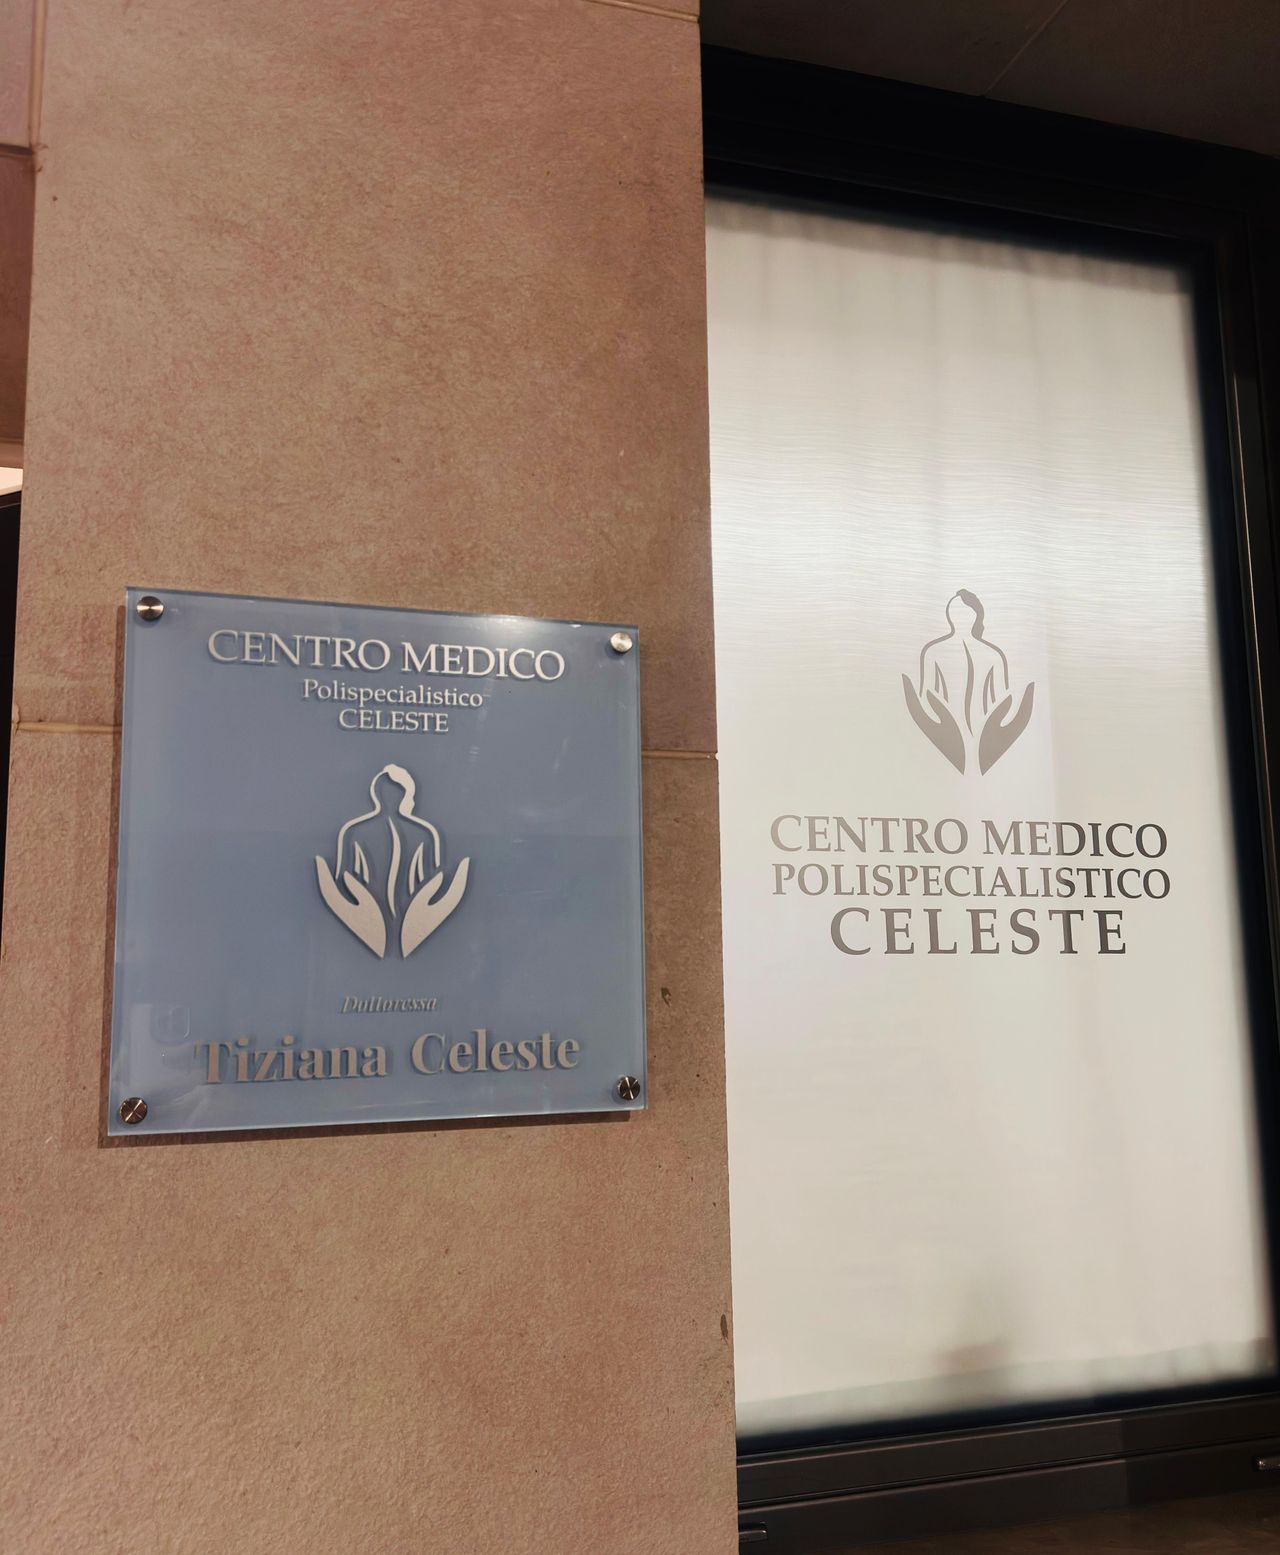 CENTRO MEDICO
Polispecialistico
CELESTE
Dottoressa
Tiziana Celeste
CENTRO MEDICO
POLISPECIALISTICO
CELESTE